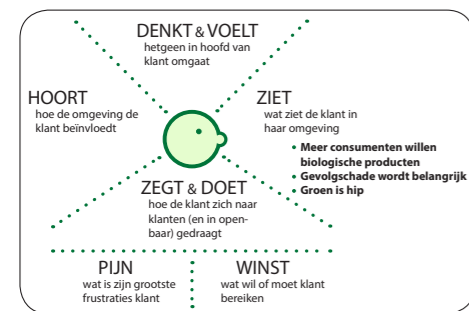 DENKT & VOELT
hetgeen in hoofd van
klant omgaat
HOORT
hoe de omgeving de
klant beïnvloedt
ZIET
wat ziet de klant in
haar omgeving
• Meer consumenten willen
biologische producten
• Gevolgschade wordt belangrijk
• Groen is hip
ZEGT & DOET
hoe de klant zich naar
klanten (en in open-
baar) gedraagt
PIJN
wat is zijn grootste
frustraties klant
WINST
wat wil of moet klant
bereiken